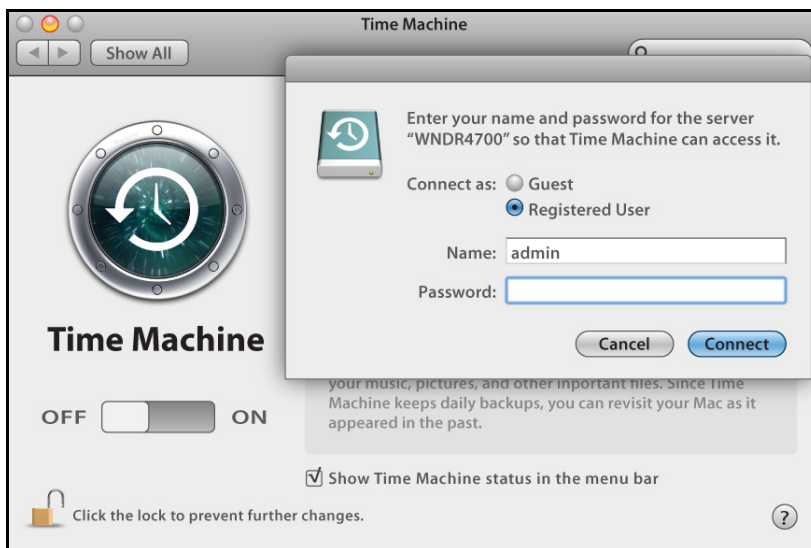 Time Machine
Show All
Enter your name and password for the server
“WNDR4700” so that Time Machine can access it.
Connect as:
Guest
Registered User
Name: admin
Password:
Cancel
Connect
Time Machine
OFF
ON
your music, pictures, and other inportant files. Since Time
Machine keeps daily backups, you can revisit your Mac as it
appeared in the past.
Show Time Machine status in the menu bar
Click the lock to prevent further changes.
?